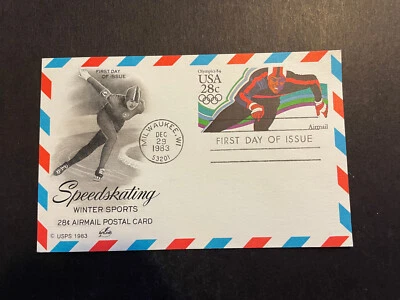 FIRST DAY OF
ISSUE
Olympics 84
USA
28c
Airmail
MILWAUKEE, WI
DEC
29
1983
53201
FIRST DAY OF ISSUE
Speedskating
WINTER SPORTS
28¢ AIRMAIL POSTAL CARD
© USPS 1983